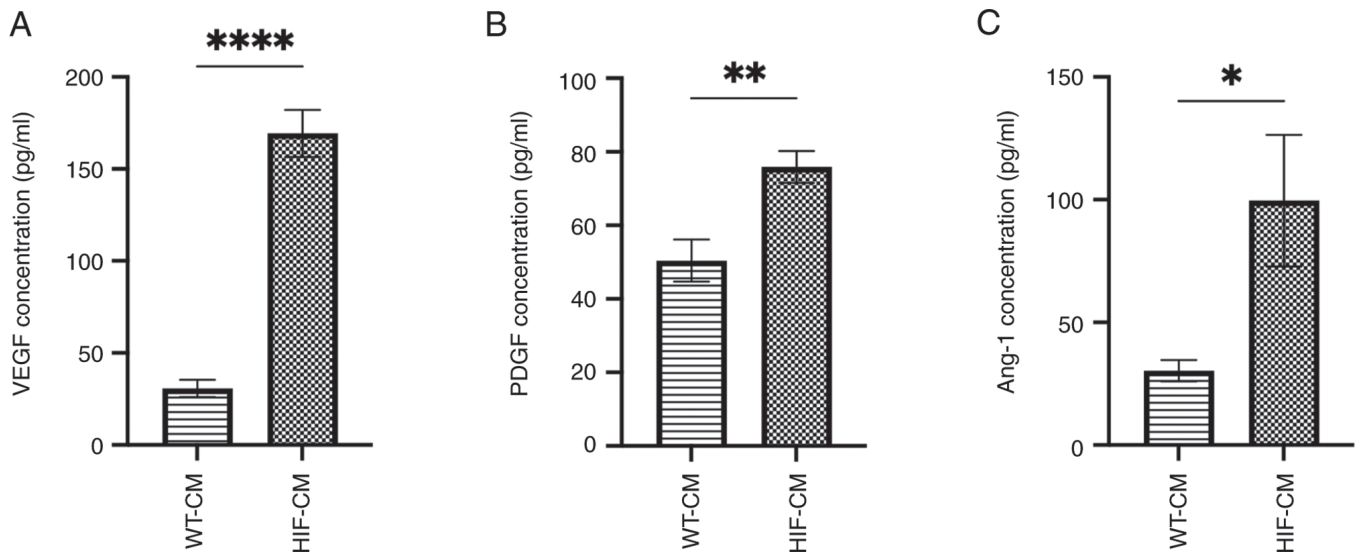 A
****
VEGF concentration (pg/ml)
200
150
100
50
0
WT-CM
HIF-CM
B
**
PDGF concentration (pg/ml)
100
80
60
40
20
0
WT-CM
HIF-CM
C
*
Ang-1 concentration (pg/ml)
150
100
50
0
WT-CM
HIF-CM